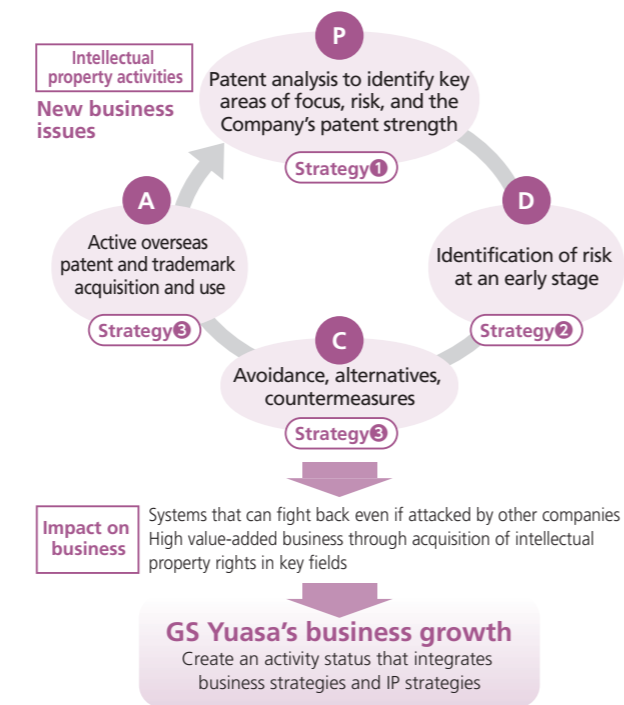 P
Intellectual
property activities
New business
issues
Patent analysis to identify key
areas of focus, risk, and the
Company's patent strength
Strategy❶
A
Active overseas
patent and trademark
acquisition and use
Strategy❸
D
Identification of risk
at an early stage
Strategy❷
C
Avoidance, alternatives,
countermeasures
Strategy❸
Impact on
business
Systems that can fight back even if attacked by other companies
High value-added business through acquisition of intellectual
property rights in key fields
GS Yuasa's business growth
Create an activity status that integrates
business strategies and IP strategies